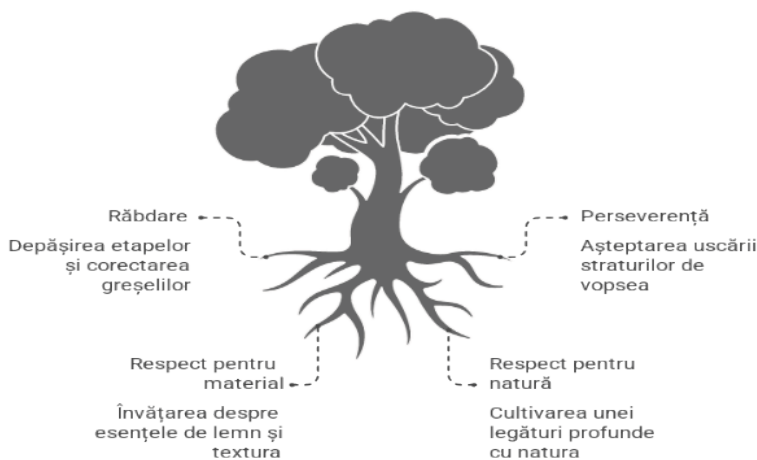 Răbdare
Depășirea etapelor
și corectarea
greșelilor
Perseverență
Așteptarea uscării
straturilor de
vopsea
Respect pentru
material
Învățarea despre
esențele de lemn și
textura
Respect pentru
natură
Cultivarea unei
legături profunde
cu natura